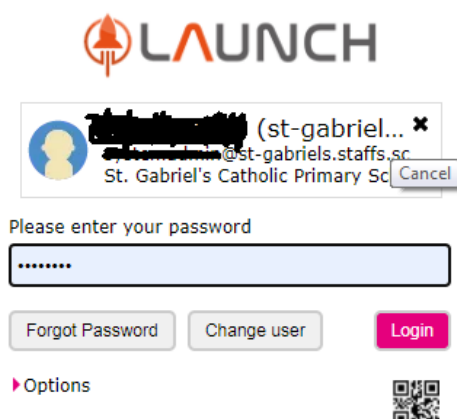 LAUNCH
(st-gabriel... ✖
@st-gabriels.staffs.sc
St. Gabriel's Catholic Primary Sc
Cancel
Please enter your password
••••••••
Forgot Password Change user Login
Options